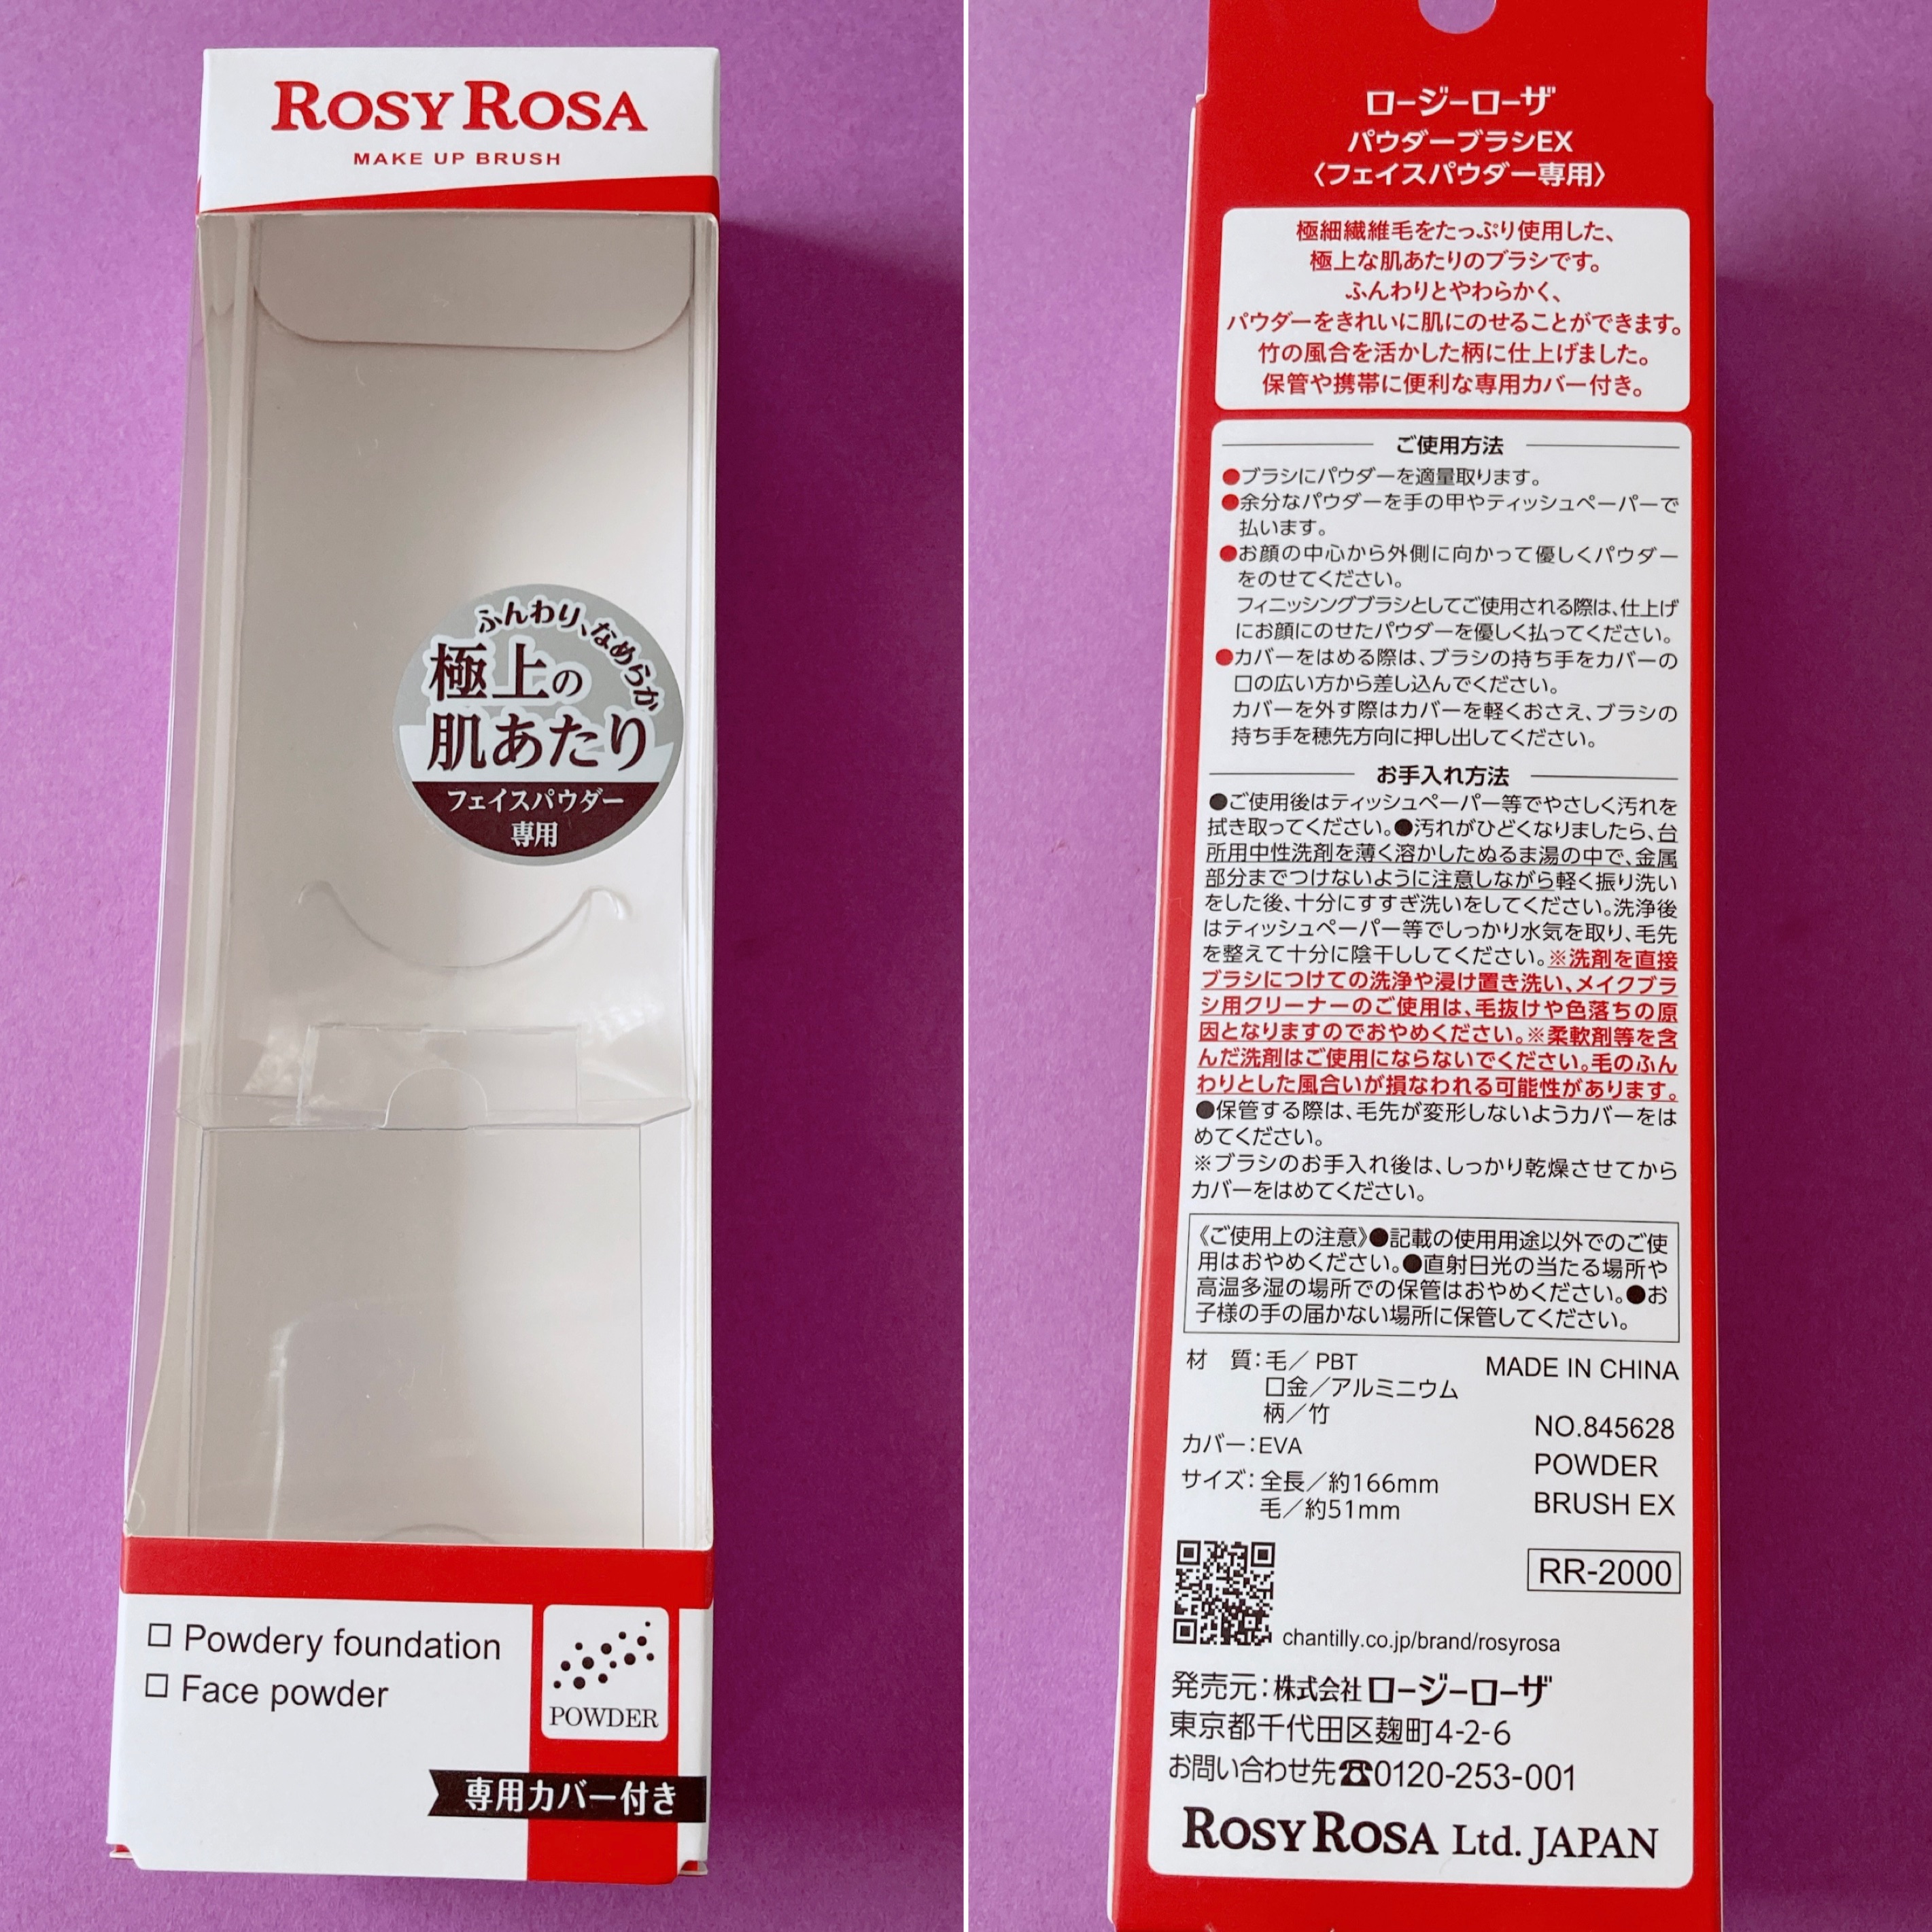 ROSY ROSA
MAKE UP BRUSH
ふんわり、なめらか
極上の
肌あたり
フェイスパウダー
専用
□ Powdery foundation
□ Face powder
POWDER
専用カバー付き
ロージーローザ
パウダーブラシEX
〈フェイスパウダー専用〉
極細繊維毛をたっぷり使用した、
極上な肌あたりのブラシです。
ふんわりとやわらかく、
パウダーをきれいに肌にのせることができます。
竹の風合を活かした柄に仕上げました。
保管や携帯に便利な専用カバー付き。
ご使用方法
●ブラシにパウダーを適量取ります。
●余分なパウダーを手の甲やティッシュペーパーで
払います。
●お顔の中心から外側に向かって優しくパウダー
をのせてください。
フィニッシングブラシとしてご使用される際は、仕上げ
にお顔にのせたパウダーを優しく払ってください。
●カバーをはめる際は、ブラシの持ち手をカバーの
口の広い方から差し込んでください。
カバーを外す際はカバーを軽くおさえ、ブラシの
持ち手を穂先方向に押し出してください。
お手入れ方法
●ご使用後はティッシュペーパー等でやさしく汚れを
拭き取ってください。●汚れがひどくなりましたら、台
所用中性洗剤を薄く溶かしたぬるま湯の中で、金属
部分までつけないように注意しながら軽く振り洗い
をした後、十分にすすぎ洗いをしてください。洗浄後
はティッシュペーパー等でしっかり水気を取り、毛先
を整えて十分に陰干ししてください。※洗剤を直接
ブラシにつけての洗浄や浸け置き洗い、メイクブラ
シ用クリーナーのご使用は、毛抜けや色落ちの原
因となりますのでおやめください。※柔軟剤等を含
んだ洗剤はご使用にならないでください。毛のふん
わりとした風合いが損なわれる可能性があります。
●保管する際は、毛先が変形しないようカバーをは
めてください。
※ブラシのお手入れ後は、しっかり乾燥させてから
カバーをはめてください。
《ご使用上の注意》●記載の使用用途以外でのご使
用はおやめください。●直射日光の当たる場所や
高温多湿の場所での保管はおやめください。●お
子様の手の届かない場所に保管してください。
材 質：毛／PBT
口金／アルミニウム
柄／竹
カバー：EVA
サイズ：全長／約166mm
毛／約51mm
MADE IN CHINA
NO.845628
POWDER
BRUSH EX
RR-2000
chantilly.co.jp/brand/rosyrosa
発売元：株式会社ロージーローザ
東京都千代田区麹町4-2-6
お問い合わせ先☎0120-253-001
ROSY ROSA Ltd. JAPAN